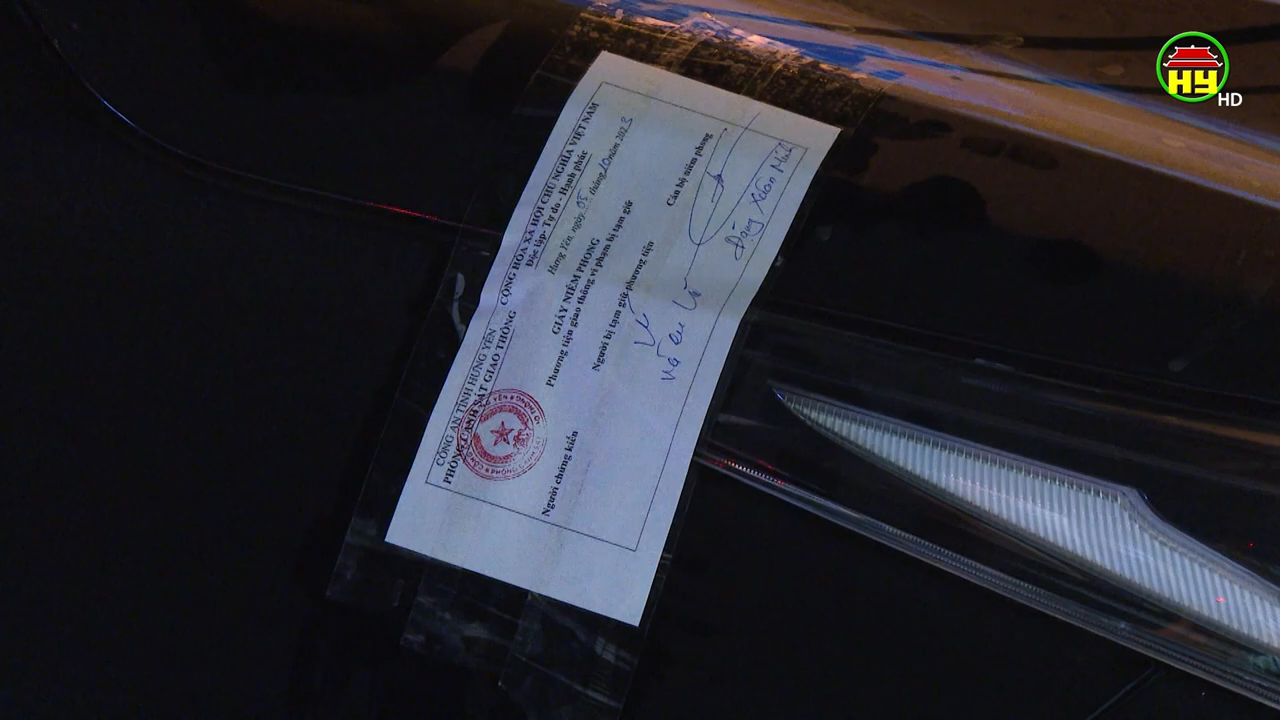 CÔNG AN TỈNH HƯNG YÊN
PHÒNG CẢNH SÁT GIAO THÔNG
CỘNG HÒA XÃ HỘI CHỦ NGHĨA VIỆT NAM
Độc lập- Tự do - Hạnh phúc
Hưng Yên, ngày 05 tháng 10 năm 2023
GIẤY NIÊM PHONG
Phương tiện giao thông vi phạm bị tạm giữ
Người chứng kiến
Người bị tạm giữ phương tiện
Cán bộ niêm phong
Đặng Xuân
HY
HD